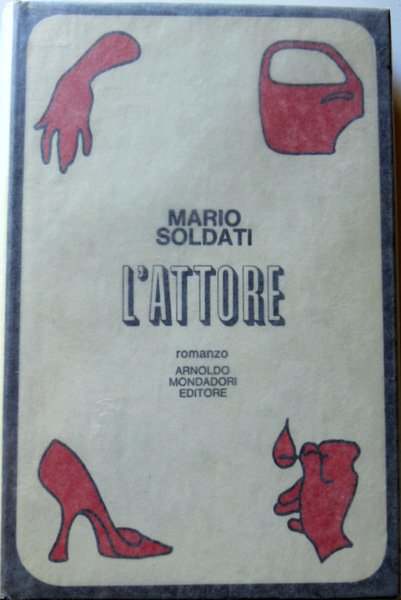 MARIO
SOLDATI
L'ATTORE
romanzo
ARNOLDO
MONDADORI
EDITORE